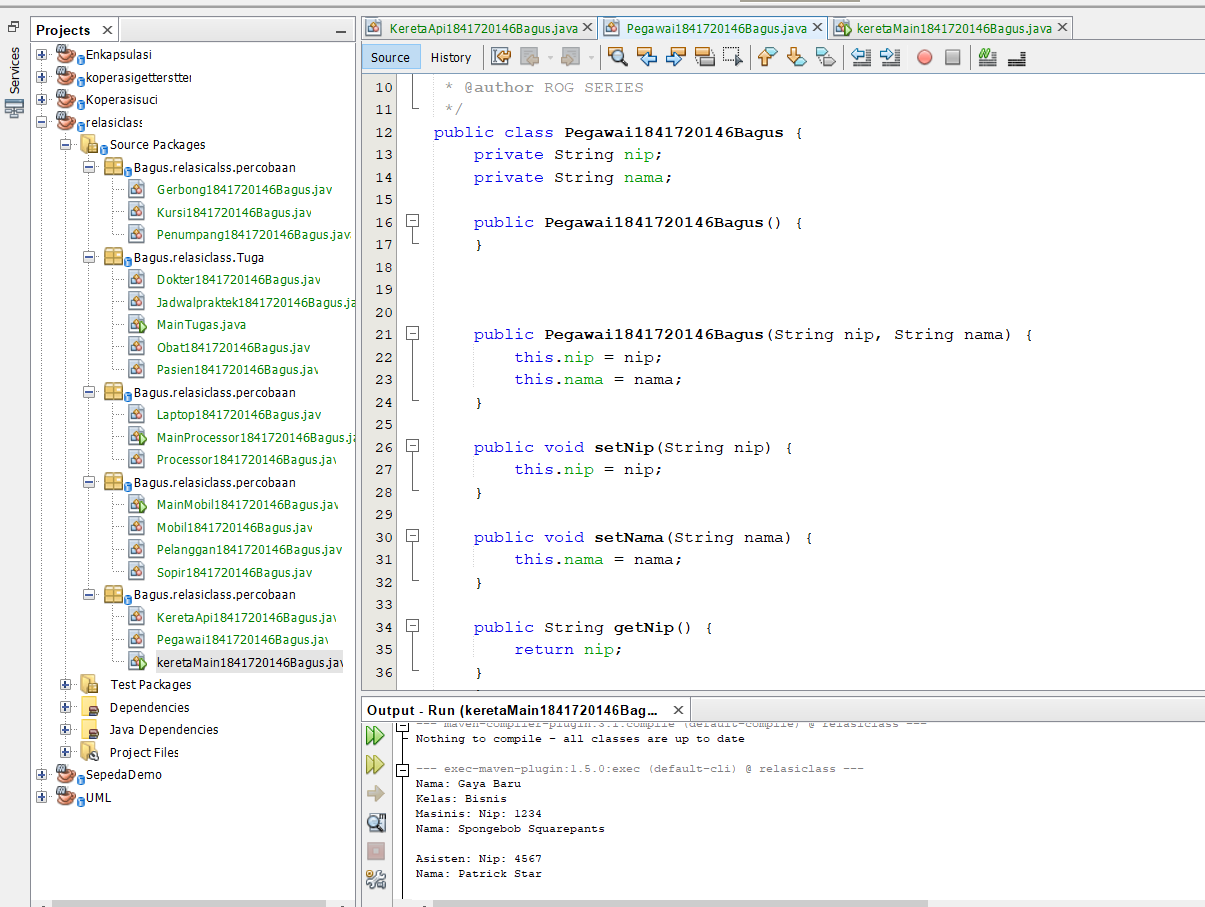 Services
Projects
Enkapsulasi
koperasigetterstter
Koperasisuci
relasiclass
Source Packages
Bagus.relasicalss.percobaan
Gerbong1841720146Bagus.jav
Kursi1841720146Bagus.jav
Penumpang1841720146Bagus.java
Bagus.relasiclass.Tuga
Dokter1841720146Bagus.jav
Jadwalpraktek1841720146Bagus.ja
MainTugas.java
Obat1841720146Bagus.jav
Pasien1841720146Bagus.jav
Bagus.relasiclass.percobaan
Laptop1841720146Bagus.jav
MainProcessor1841720146Bagus.ja
Processor1841720146Bagus.jav
Bagus.relasiclass.percobaan
MainMobil1841720146Bagus.jav
Mobil1841720146Bagus.jav
Pelanggan1841720146Bagus.jav
Sopir1841720146Bagus.jav
Bagus.relasiclass.percobaan
KeretaApi1841720146Bagus.jav
Pegawai1841720146Bagus.jav
keretaMain1841720146Bagus.jav
Test Packages
Dependencies
Java Dependencies
Project Files
SepedaDemo
UML
KeretaApi1841720146Bagus.java
Pegawai1841720146Bagus.java
keretaMain1841720146Bagus.java
Source History
10 * @author ROG SERIES
11 */
12 public class Pegawai1841720146Bagus {
13 private String nip;
14 private String nama;
15
16 public Pegawai1841720146Bagus() {
17 }
18
19
20
21 public Pegawai1841720146Bagus(String nip, String nama) {
22 this.nip = nip;
23 this.nama = nama;
24 }
25
26 public void setNip(String nip) {
27 this.nip = nip;
28 }
29
30 public void setNama(String nama) {
31 this.nama = nama;
32 }
33
34 public String getNip() {
35 return nip;
36 }
Output - Run (keretaMain1841720146Bag...
--- maven-compiler-plugin:3.1:compile (default-compile) @ relasiclass ---
Nothing to compile - all classes are up to date
--- exec-maven-plugin:1.5.0:exec (default-cli) @ relasiclass ---
Nama: Gaya Baru
Kelas: Bisnis
Masinis: Nip: 1234
Nama: Spongebob Squarepants
Asisten: Nip: 4567
Nama: Patrick Star